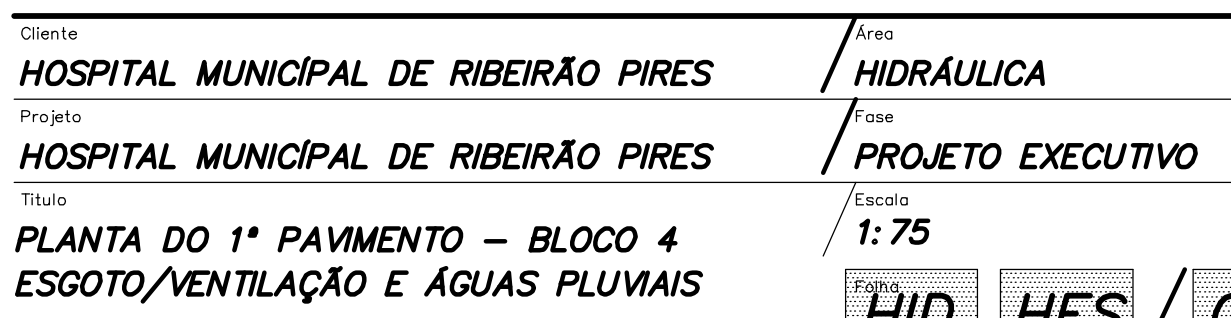 Cliente
HOSPITAL MUNICÍPAL DE RIBEIRÃO PIRES
Área
HIDRÁULICA
Projeto
HOSPITAL MUNICÍPAL DE RIBEIRÃO PIRES
Fase
PROJETO EXECUTIVO
Titulo
PLANTA DO 1º PAVIMENTO – BLOCO 4
ESGOTO/VENTILAÇÃO E ÁGUAS PLUVIAIS
Escala
1:75
Folha
HID HES /